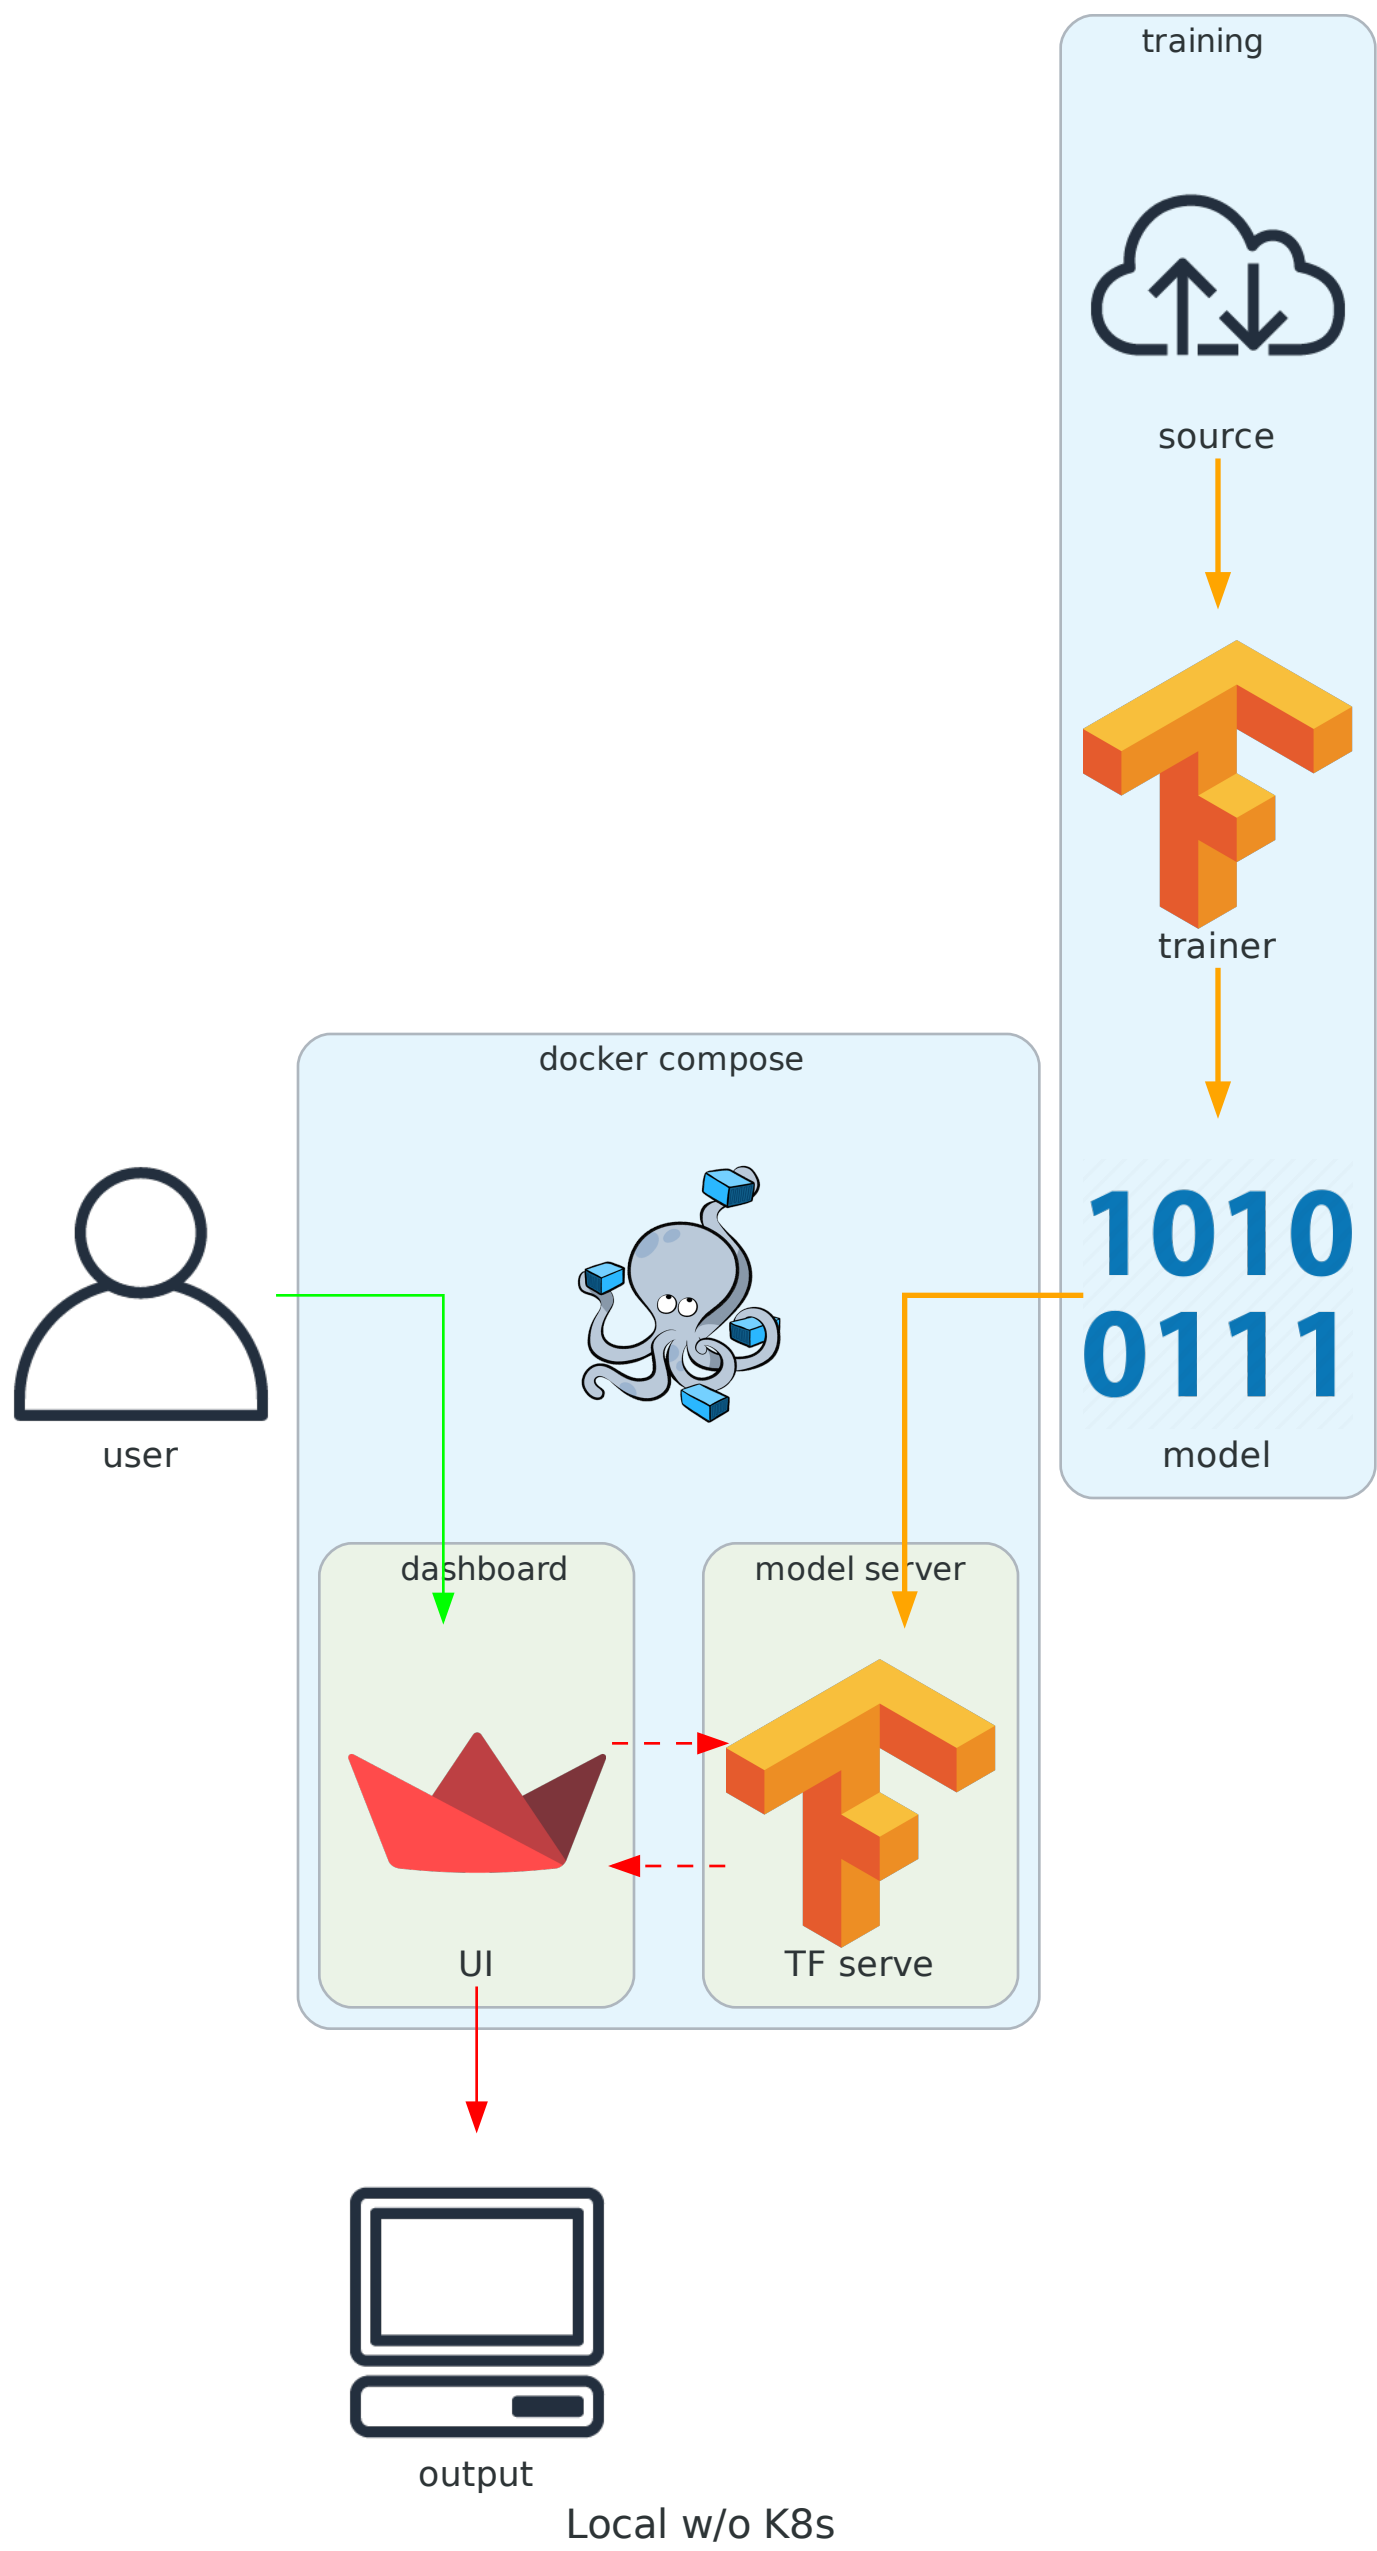 training
source
trainer
docker compose
1010
0111
user
model
dashboard
model server
UI
TF serve
output
Local w/o K8s